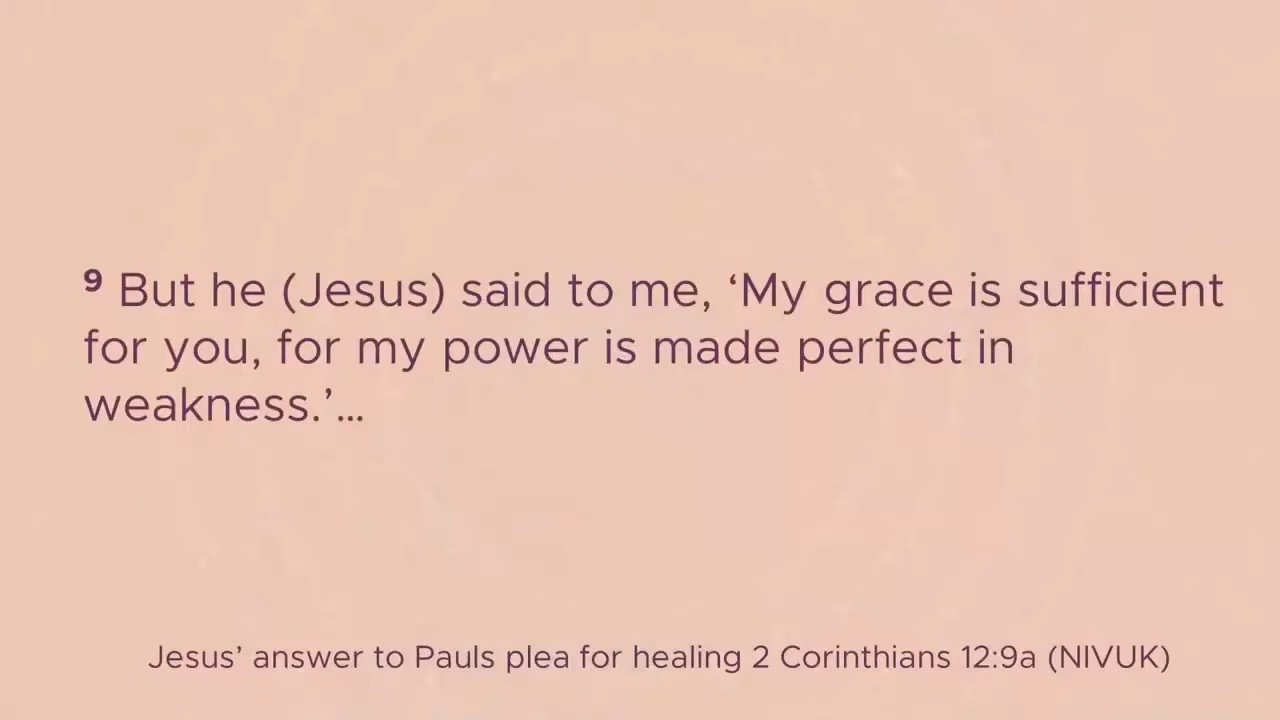 ⁹ But he (Jesus) said to me, ‘My grace is sufficient
for you, for my power is made perfect in
weakness.’...
Jesus’ answer to Pauls plea for healing 2 Corinthians 12:9a (NIVUK)